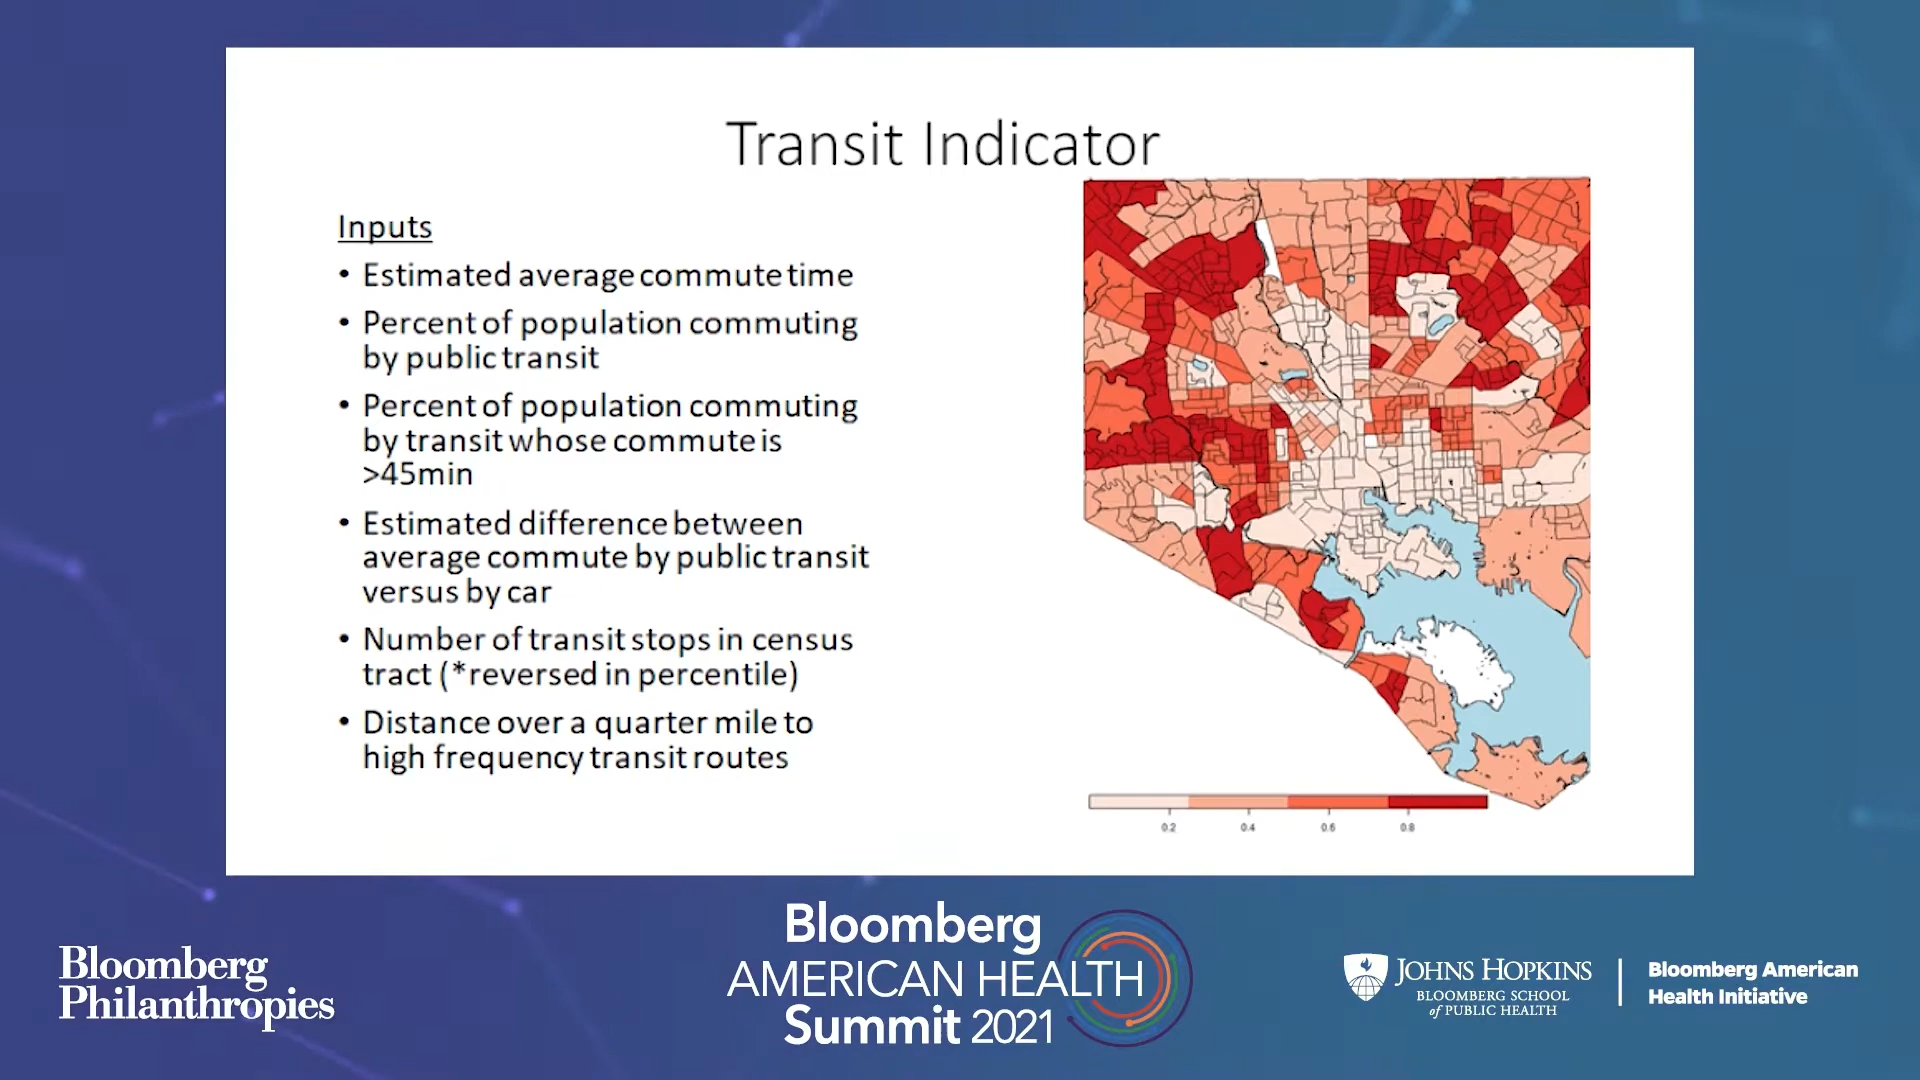 Transit Indicator
Inputs
• Estimated average commute time
• Percent of population commuting
by public transit
• Percent of population commuting
by transit whose commute is
>45min
• Estimated difference between
average commute by public transit
versus by car
• Number of transit stops in census
tract (*reversed in percentile)
• Distance over a quarter mile to
high frequency transit routes
0.2 0.4 0.6 0.8
Bloomberg
Philanthropies
Bloomberg
AMERICAN HEALTH
Summit 2021
JOHNS HOPKINS
BLOOMBERG SCHOOL
of PUBLIC HEALTH
Bloomberg American
Health Initiative